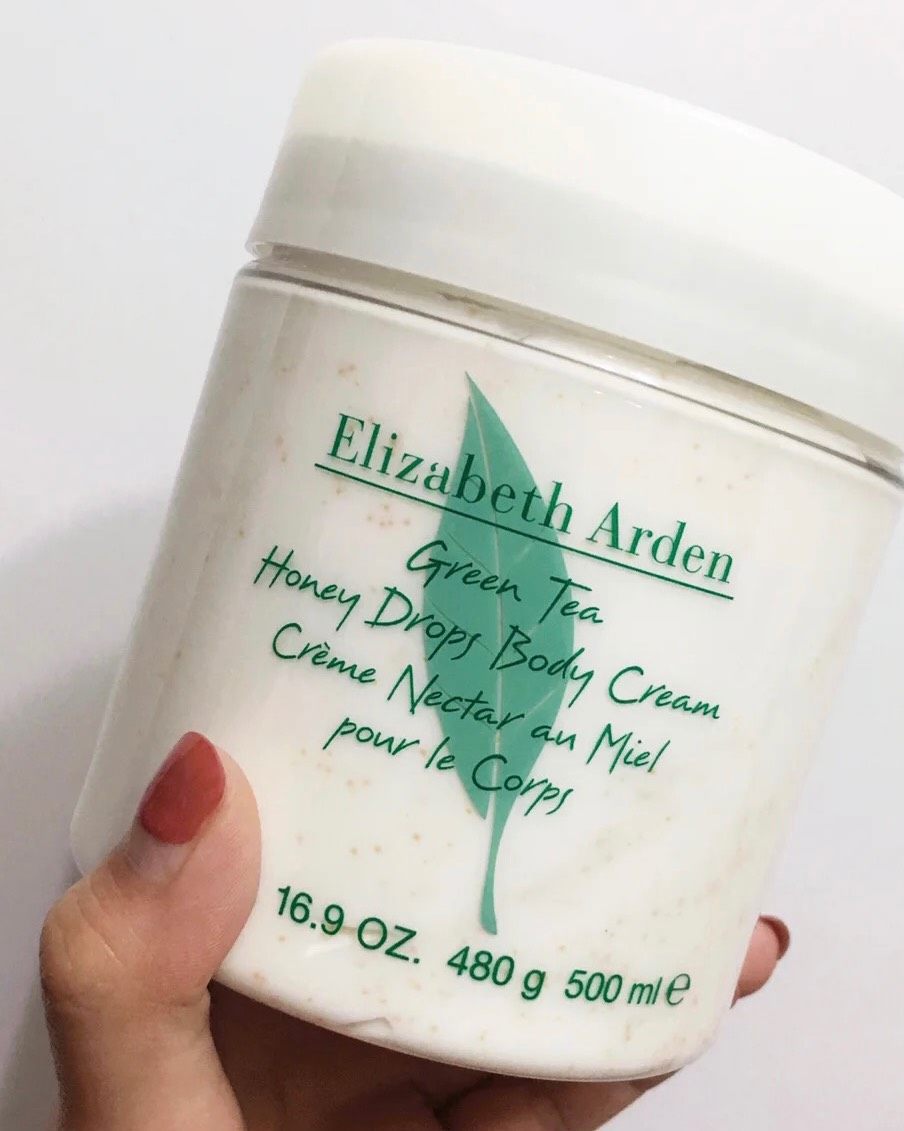 Elizabeth Arden
Green Tea
Honey Drops Body Cream
Crème Nectar au Miel
pour le Corps
16.9 OZ. 480 g 500 ml ℮